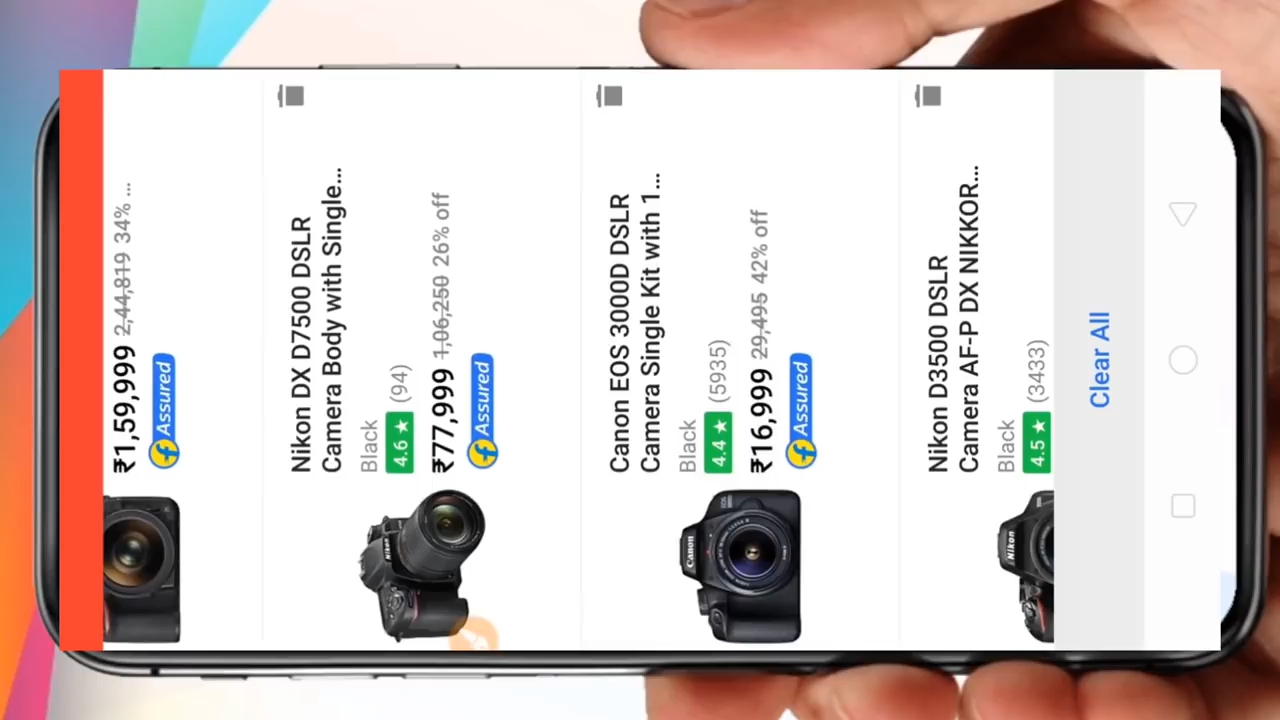 ₹1,59,999 2,44,819 34% ...
Assured
Nikon DX D7500 DSLR
Camera Body with Single...
Black
4.6 ★ (94)
₹77,999 1,06,250 26% off
Assured
Canon EOS 3000D DSLR
Camera Single Kit with 1...
Black
4.4 ★ (5935)
₹16,999 29,495 42% off
Assured
Nikon D3500 DSLR
Camera AF-P DX NIKKOR...
Black
4.5 ★ (3433)
Clear All
Nikon
Canon
Nikon